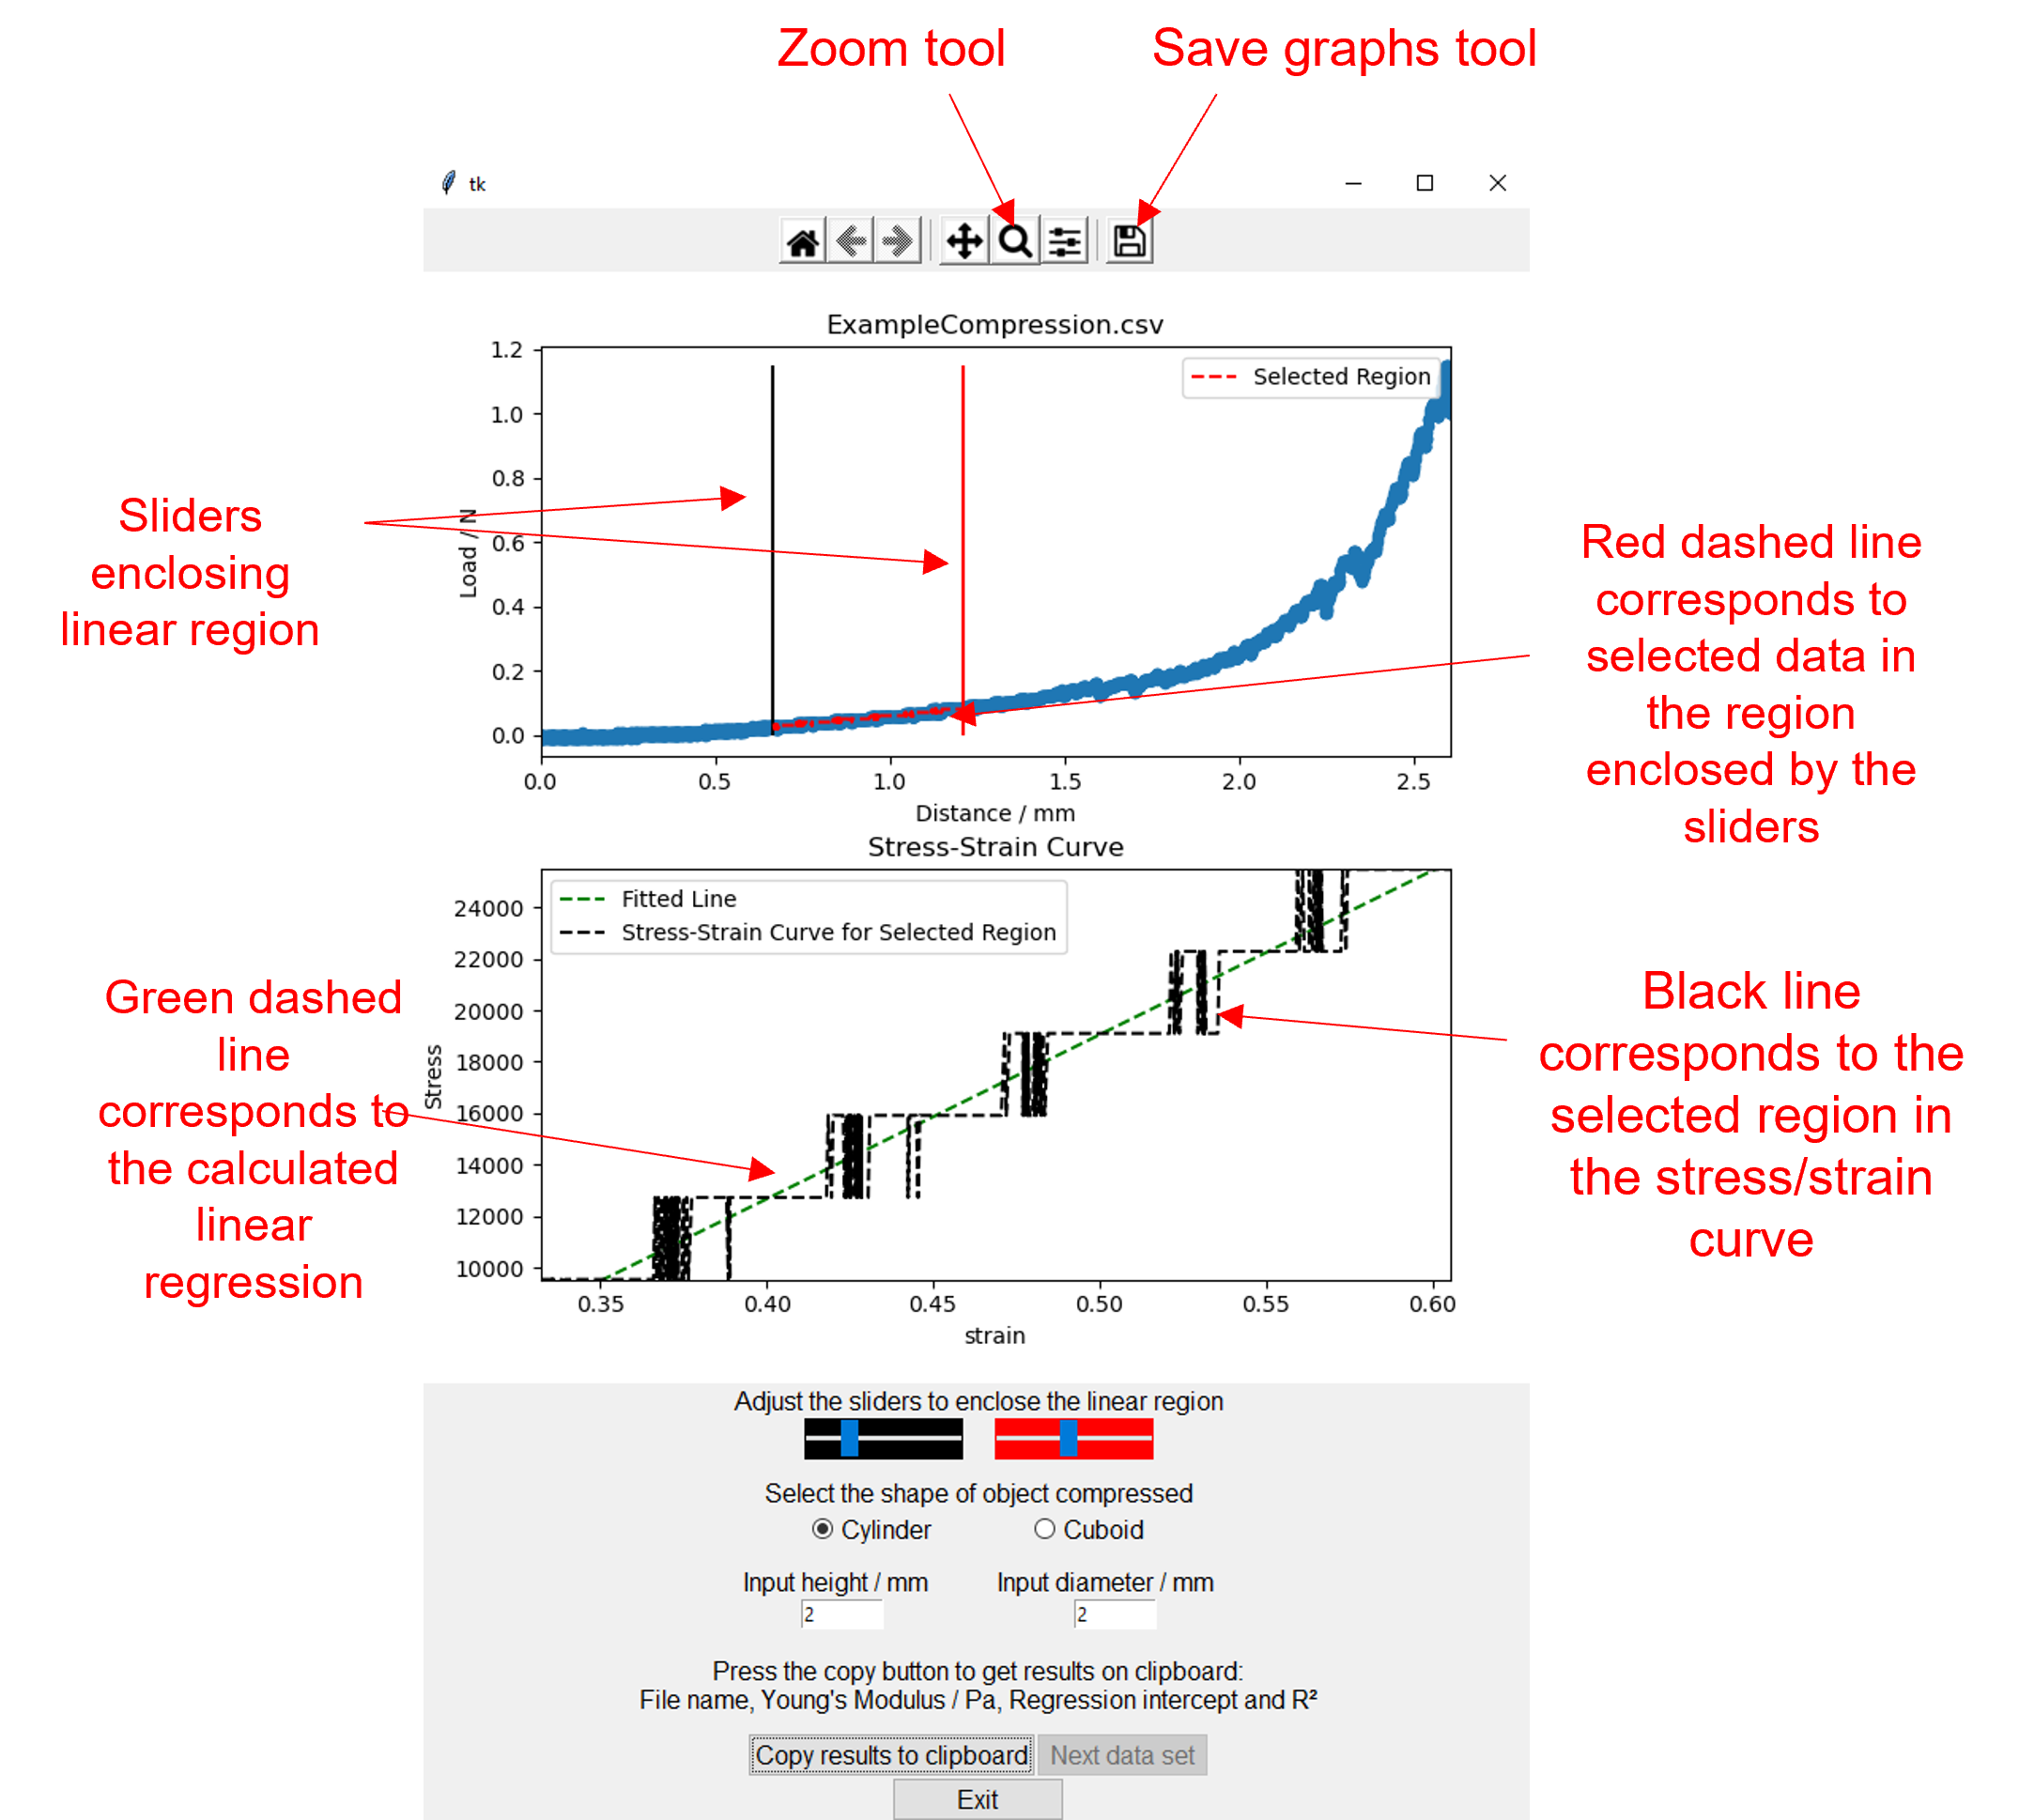 Zoom tool
Save graphs tool
tk
ExampleCompression.csv
1.2
1.0
0.8
0.6
0.4
0.2
0.0
Load / N
Selected Region
0.0 0.5 1.0 1.5 2.0 2.5
Distance / mm
Sliders
enclosing
linear region
Red dashed line
corresponds to
selected data in
the region
enclosed by the
sliders
Stress-Strain Curve
Fitted Line
Stress-Strain Curve for Selected Region
24000
22000
20000
18000
16000
14000
12000
10000
Stress
0.35 0.40 0.45 0.50 0.55 0.60
strain
Green dashed
line
corresponds to
the calculated
linear
regression
Black line
corresponds to the
selected region in
the stress/strain
curve
Adjust the sliders to enclose the linear region
Select the shape of object compressed
Cylinder Cuboid
Input height / mm Input diameter / mm
2 2
Press the copy button to get results on clipboard:
File name, Young's Modulus / Pa, Regression intercept and R²
Copy results to clipboard Next data set
Exit